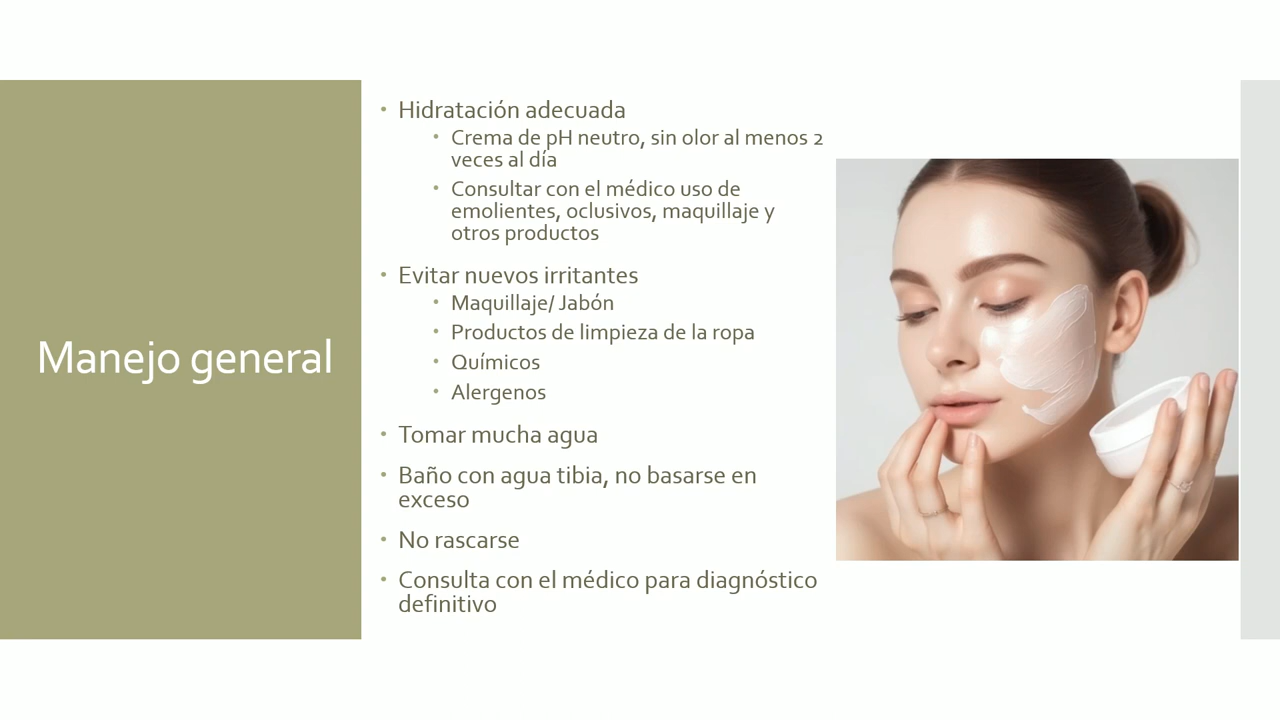 Manejo general
• Hidratación adecuada
• Crema de pH neutro, sin olor al menos 2
veces al día
• Consultar con el médico uso de
emolientes, oclusivos, maquillaje y
otros productos
• Evitar nuevos irritantes
• Maquillaje/ Jabón
• Productos de limpieza de la ropa
• Químicos
• Alergenos
• Tomar mucha agua
• Baño con agua tibia, no basarse en
exceso
• No rascarse
• Consulta con el médico para diagnóstico
definitivo